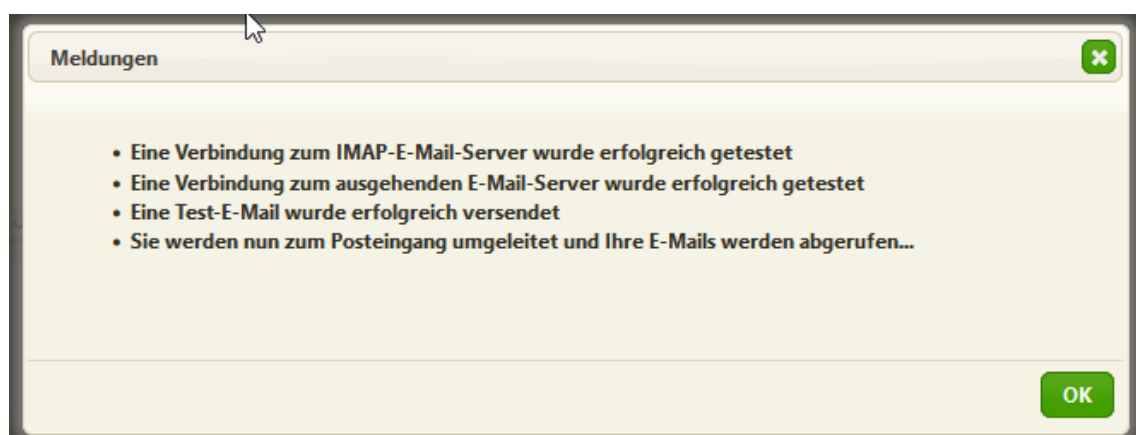 Meldungen
• Eine Verbindung zum IMAP-E-Mail-Server wurde erfolgreich getestet
• Eine Verbindung zum ausgehenden E-Mail-Server wurde erfolgreich getestet
• Eine Test-E-Mail wurde erfolgreich versendet
• Sie werden nun zum Posteingang umgeleitet und Ihre E-Mails werden abgerufen...
OK